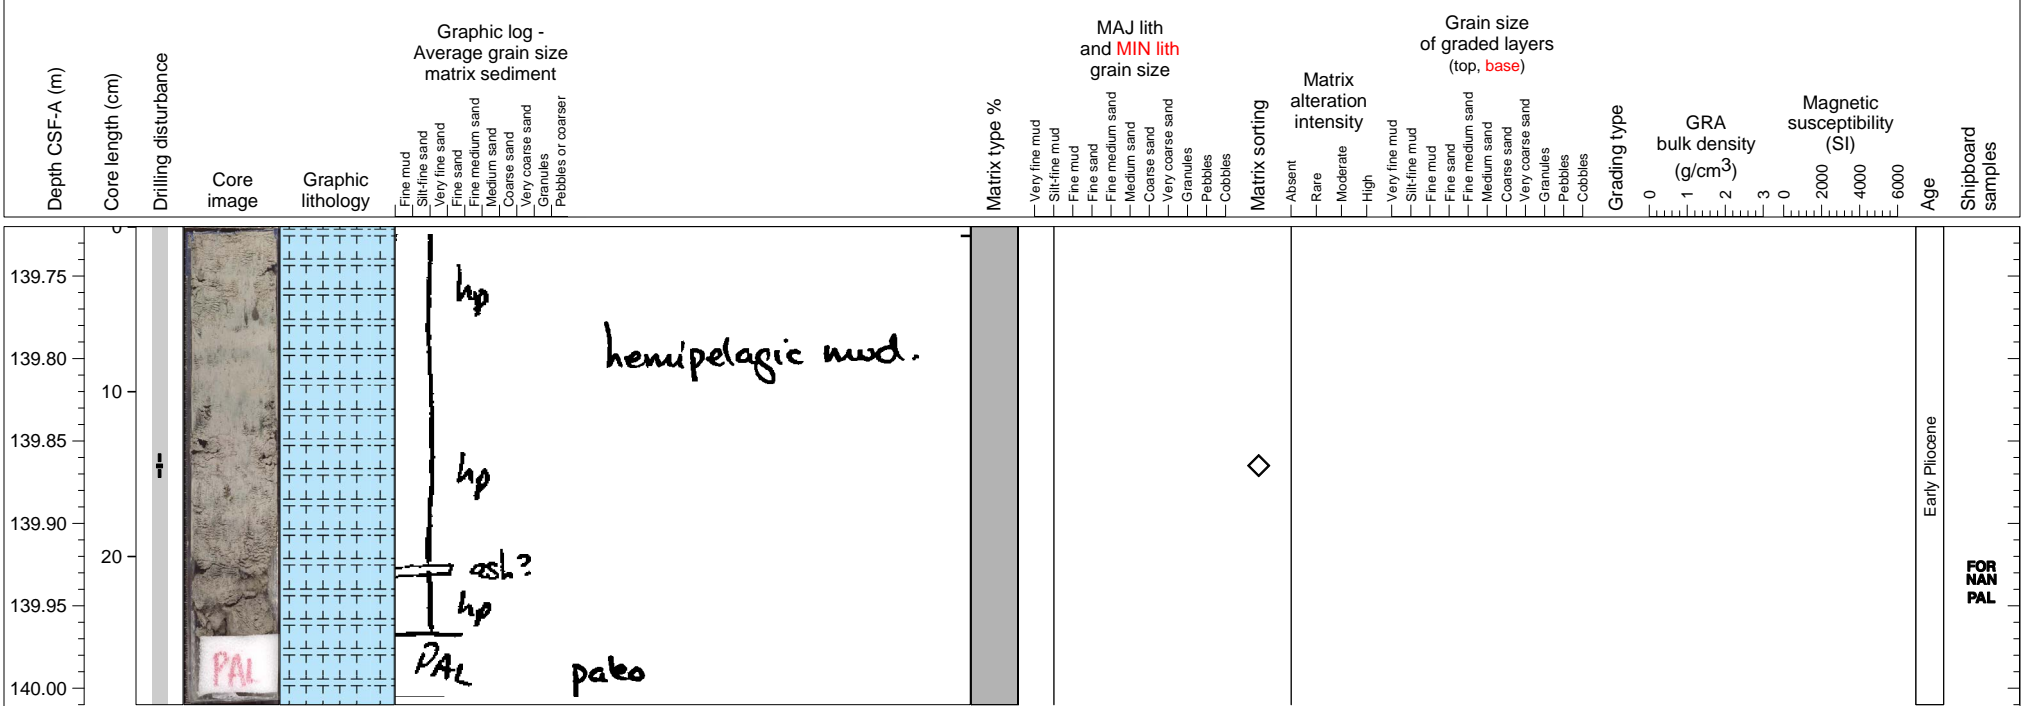 Depth CSF-A (m)
Core length (cm)
Drilling disturbance
Core
image
Graphic
lithology
Graphic log -
Average grain size
matrix sediment
Fine mud
Silt-fine sand
Very fine sand
Fine sand
Fine medium sand
Medium sand
Coarse sand
Very coarse sand
Granules
Pebbles or coarser
Matrix type %
MAJ lith
and MIN lith
grain size
Very fine mud
Silt-fine mud
Fine mud
Fine sand
Fine medium sand
Medium sand
Coarse sand
Very coarse sand
Granules
Pebbles
Cobbles
Matrix sorting
Matrix
alteration
intensity
Absent
Rare
Moderate
High
Grain size
of graded layers
(top, base)
Very fine mud
Silt-fine mud
Fine mud
Fine sand
Fine medium sand
Medium sand
Coarse sand
Very coarse sand
Granules
Pebbles
Cobbles
Grading type
GRA
bulk density
(g/cm3)
0 1 2 3
Magnetic
susceptibility
(SI)
0 2000 4000 6000
Age
Shipboard
samples
0
139.75
hp
139.80
hemipelagic mud.
10
139.85
hp
139.90
20
ash?
139.95
hp
PAL
PAL
paleo
140.00
Early Pliocene
FOR
NAN
PAL